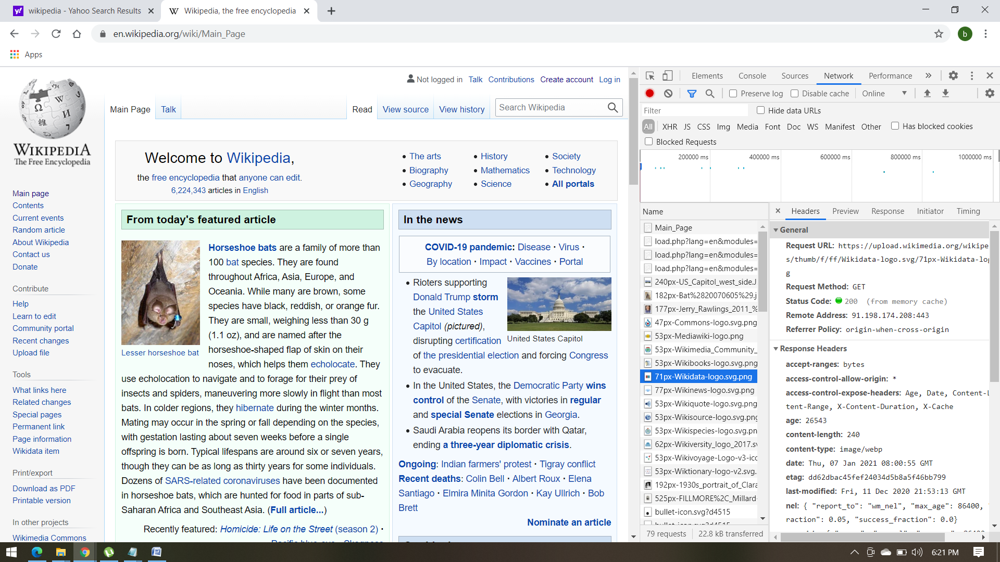 wikipedia - Yahoo Search Results
Wikipedia, the free encyclopedia
en.wikipedia.org/wiki/Main_Page
b
Apps
WIKIPEDIA
The Free Encyclopedia
Not logged in Talk Contributions Create account Log in
Main Page Talk Read View source View history Search Wikipedia
Main page
Contents
Current events
Random article
About Wikipedia
Contact us
Donate
Contribute
Help
Learn to edit
Community portal
Recent changes
Upload file
Tools
What links here
Related changes
Special pages
Permanent link
Page information
Wikidata item
Print/export
Download as PDF
Printable version
In other projects
Wikimedia Commons
Welcome to Wikipedia,
the free encyclopedia that anyone can edit.
6,224,343 articles in English
The arts
Biography
Geography
History
Mathematics
Science
Society
Technology
All portals
From today's featured article
Horseshoe bats are a family of more than
100 bat species. They are found
throughout Africa, Asia, Europe, and
Oceania. While many are brown, some
species have black, reddish, or orange fur.
They are small, weighing less than 30 g
(1.1 oz), and are named after the
horseshoe-shaped flap of skin on their
noses, which helps them echolocate. They
Lesser horseshoe bat
use echolocation to navigate and to forage for their prey of
insects and spiders, maneuvering more slowly in flight than most
bats. In colder regions, they hibernate during the winter months.
Mating may occur in the spring or fall depending on the species,
with gestation lasting about seven weeks before a single
offspring is born. Typical lifespans are around six or seven years,
though they can be as long as thirty years for some individuals.
Dozens of SARS-related coronaviruses have been documented
in horseshoe bats, which are hunted for food in parts of sub-
Saharan Africa and Southeast Asia. (Full article...)
Recently featured: Homicide: Life on the Street (season 2) ·
In the news
COVID-19 pandemic: Disease · Virus ·
By location · Impact · Vaccines · Portal
Rioters supporting
Donald Trump storm
the United States
Capitol (pictured),
disrupting certification
of the presidential election and forcing Congress
to evacuate.
United States Capitol
In the United States, the Democratic Party wins
control of the Senate, with victories in regular
and special Senate elections in Georgia.
Saudi Arabia reopens its border with Qatar,
ending a three-year diplomatic crisis.
Ongoing: Indian farmers' protest · Tigray conflict
Recent deaths: Colin Bell · Albert Roux · Elena
Santiago · Elmira Minita Gordon · Kay Ullrich · Bob
Brett
Nominate an article
Elements Console Sources Network Performance »
Preserve log Disable cache Online
Filter Hide data URLs
All XHR JS CSS Img Media Font Doc WS Manifest Other Has blocked cookies
Blocked Requests
200000 ms 400000 ms 600000 ms 800000 ms 1000000 ms
Name
Main_Page
load.php?lang=en&modules=
load.php?lang=en&modules=
load.php?lang=en&modules=
240px-US_Capitol_west_side.J
182px-Bat%2820070605%29.j
177px-Jerry_Rawlings_2011_%
47px-Commons-logo.svg.png
53px-Mediawiki-logo.png
53px-Wikimedia_Community_
53px-Wikibooks-logo.svg.png
71px-Wikidata-logo.svg.png
77px-Wikinews-logo.svg.png
53px-Wikiquote-logo.svg.png
53px-Wikisource-logo.svg.png
53px-Wikispecies-logo.svg.pn
62px-Wikiversity_logo_2017.sv
53px-Wikivoyage-Logo-v3-ico
53px-Wiktionary-logo-v2.svg.
192px-1930s_portrait_of_Clara
525px-FILLMORE%2C_Millard-
bullet-icon.svg?d4515
79 requests 22.8 kB transferred
Headers Preview Response Initiator Timing
General
Request URL: https://upload.wikimedia.org/wikipe
s/thumb/f/ff/Wikidata-logo.svg/71px-Wikidata-log
g
Request Method: GET
Status Code: 200 (from memory cache)
Remote Address: 91.198.174.208:443
Referrer Policy: origin-when-cross-origin
Response Headers
accept-ranges: bytes
access-control-allow-origin: *
access-control-expose-headers: Age, Date, Content-L
tent-Range, X-Content-Duration, X-Cache
age: 26543
content-length: 240
content-type: image/webp
date: Thu, 07 Jan 2021 08:00:55 GMT
etag: dd62dbac45fef24034d5b8a5f46bb799
last-modified: Fri, 11 Dec 2020 21:53:13 GMT
nel: { "report_to": "wm_nel", "max_age": 86400, "
raction": 0.05, "success_fraction": 0.0}
6:21 PM